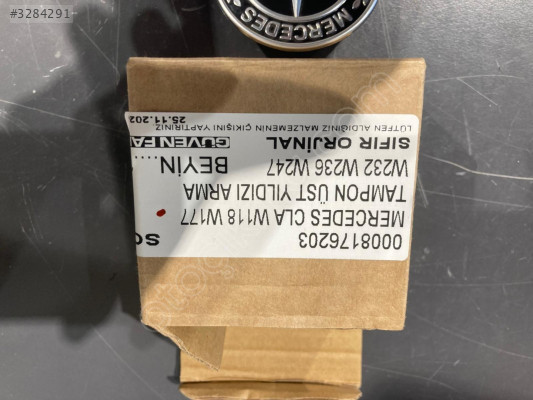 #3284291
MERCEDES
0008176203
MERCEDES CLA W118 W177
TAMPON ÜST YILDIZI ARMA
W232 W236 W247
BEYİN.....
SIFIR ORJİNAL
GÜVEN FA
LÜTFEN ALDIĞINIZ MALZEMENİN ÇIKIŞINI YAPTIRINIZ
25.11.202